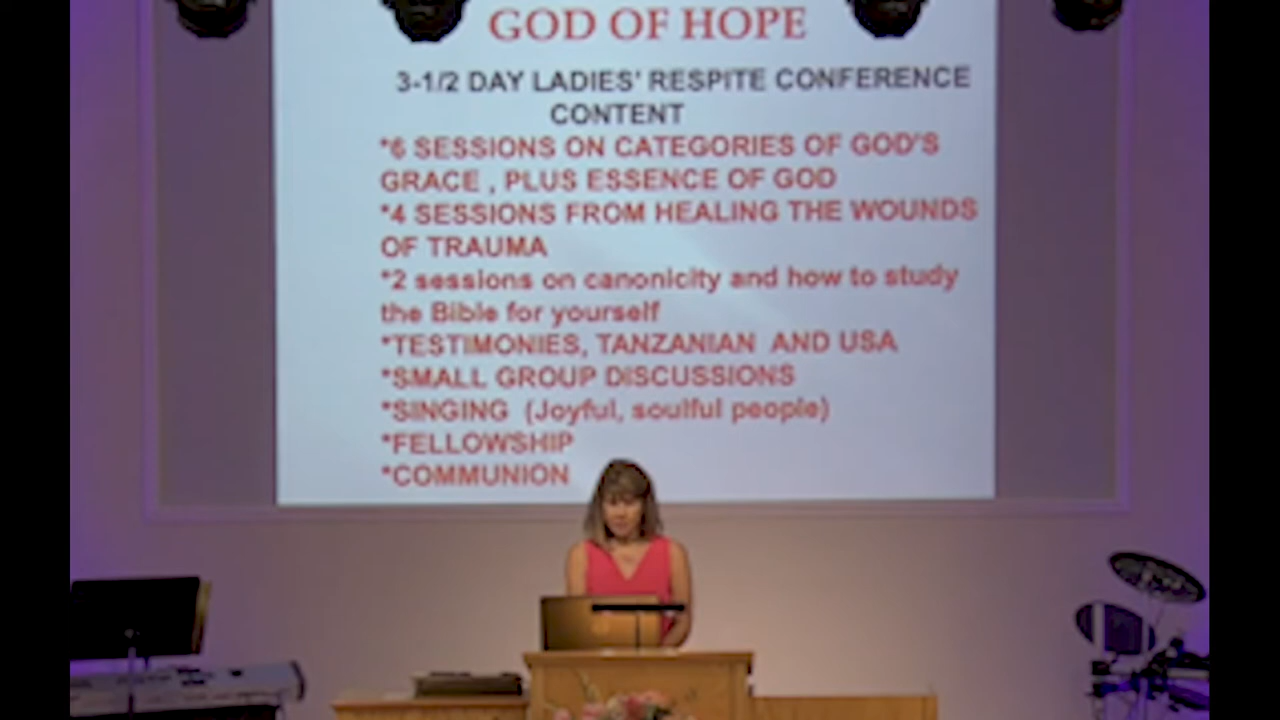 GOD OF HOPE
3-1/2 DAY LADIES' RESPITE CONFERENCE
CONTENT
*6 SESSIONS ON CATEGORIES OF GOD'S
GRACE , PLUS ESSENCE OF GOD
*4 SESSIONS FROM HEALING THE WOUNDS
OF TRAUMA
*2 sessions on canonicity and how to study
the Bible for yourself
*TESTIMONIES, TANZANIAN AND USA
*SMALL GROUP DISCUSSIONS
*SINGING (Joyful, soulful people)
*FELLOWSHIP
*COMMUNION